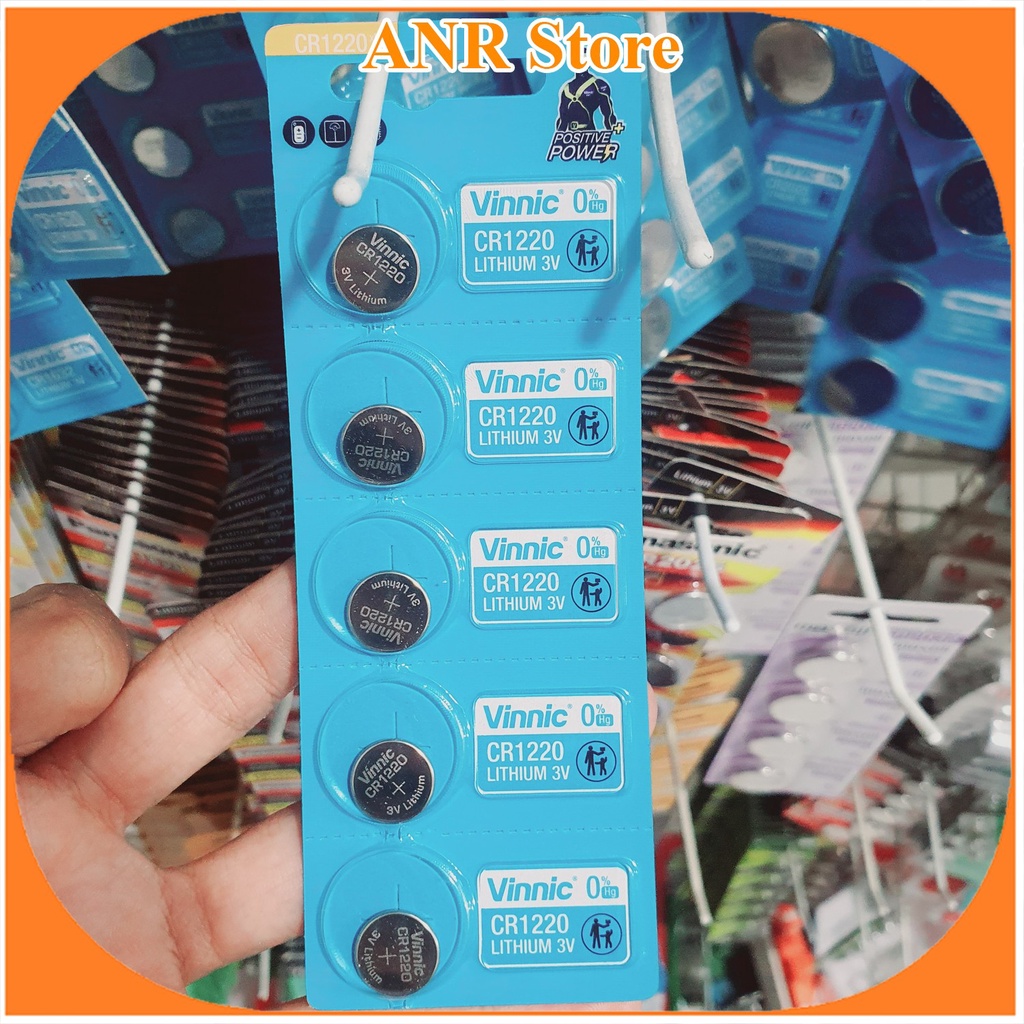 ANR Store
CR1220
POSITIVE+
POWER
Vinnic® 0% Hg
CR1220
LITHIUM 3V
Vinnic
CR1220
+
3V Lithium
Vinnic® 0% Hg
CR1220
LITHIUM 3V
3V Lithium
+
CR1220
Vinnic
Vinnic® 0% Hg
CR1220
LITHIUM 3V
3V Lithium
+
CR1220
Vinnic
Vinnic® 0% Hg
CR1220
LITHIUM 3V
Vinnic
CR1220
+
3V Lithium
Vinnic® 0% Hg
CR1220
LITHIUM 3V
Vinnic
CR1220
+
3V Lithium
Lithium 3V